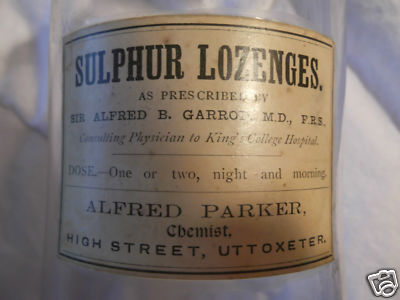 SULPHUR LOZENGES.
AS PRESCRIBED BY
SIR ALFRED B. GARROD, M.D., F.R.S.
Consulting Physician to King's College Hospital.
DOSE.—One or two, night and morning.
ALFRED PARKER,
Chemist,
HIGH STREET, UTTOXETER.
ebay